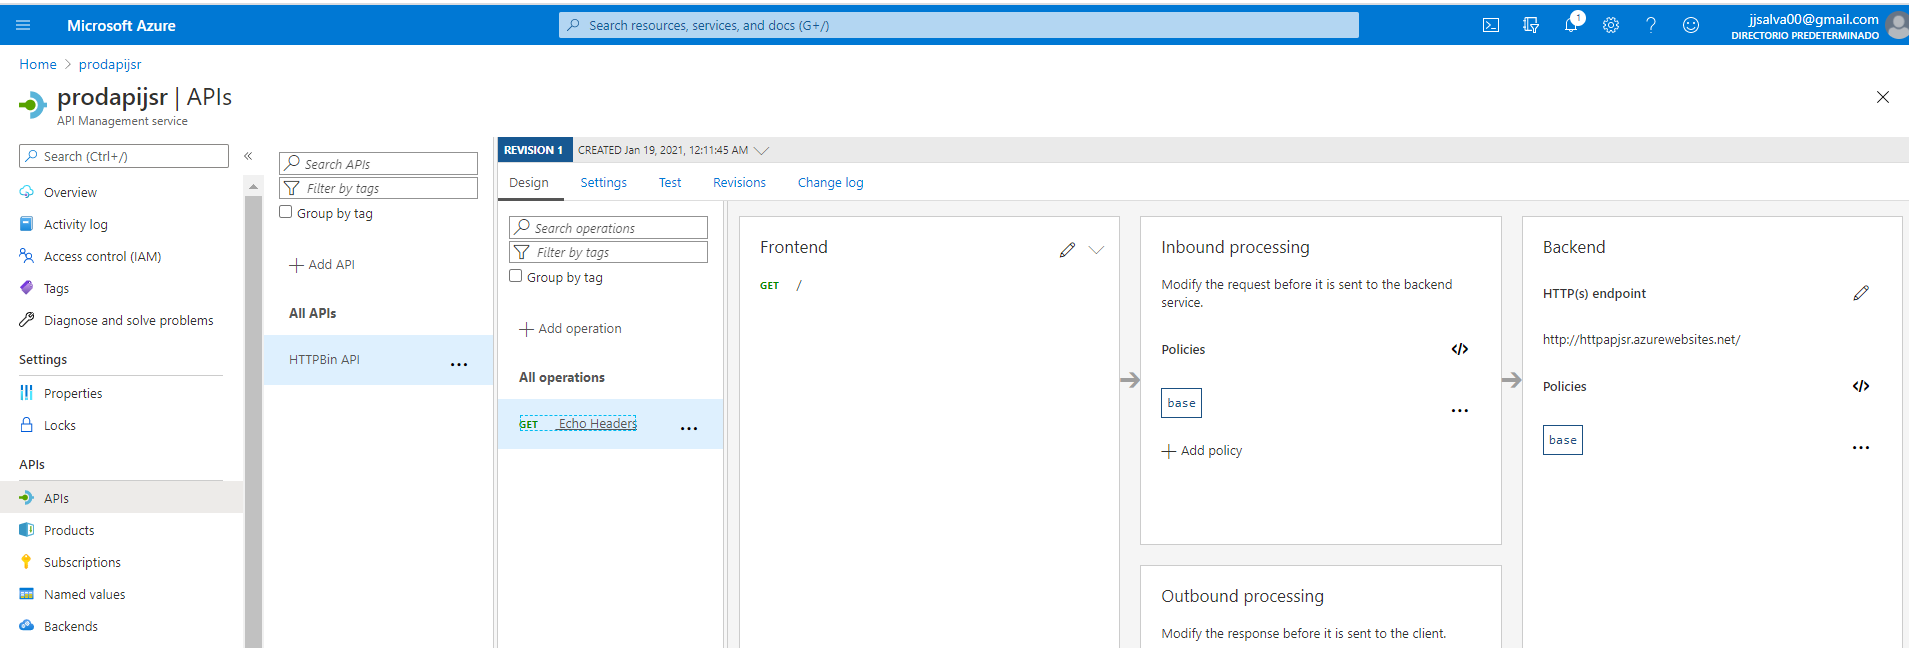 Microsoft Azure
Search resources, services, and docs (G+/)
1
jjsalva00@gmail.com
DIRECTORIO PREDETERMINADO
Home > prodapijsr
prodapijsr | APIs
API Management service
Search (Ctrl+/)
Overview
Activity log
Access control (IAM)
Tags
Diagnose and solve problems
Settings
Properties
Locks
APIs
APIs
Products
Subscriptions
Named values
Backends
Search APIs
Filter by tags
Group by tag
+ Add API
All APIs
HTTPBin API
REVISION 1
CREATED Jan 19, 2021, 12:11:45 AM
Design Settings Test Revisions Change log
Search operations
Filter by tags
Group by tag
+ Add operation
All operations
GET Echo Headers
Frontend
GET /
Inbound processing
Modify the request before it is sent to the backend
service.
Policies
base
+ Add policy
Outbound processing
Modify the response before it is sent to the client.
Backend
HTTP(s) endpoint
http://httpapjsr.azurewebsites.net/
Policies
base